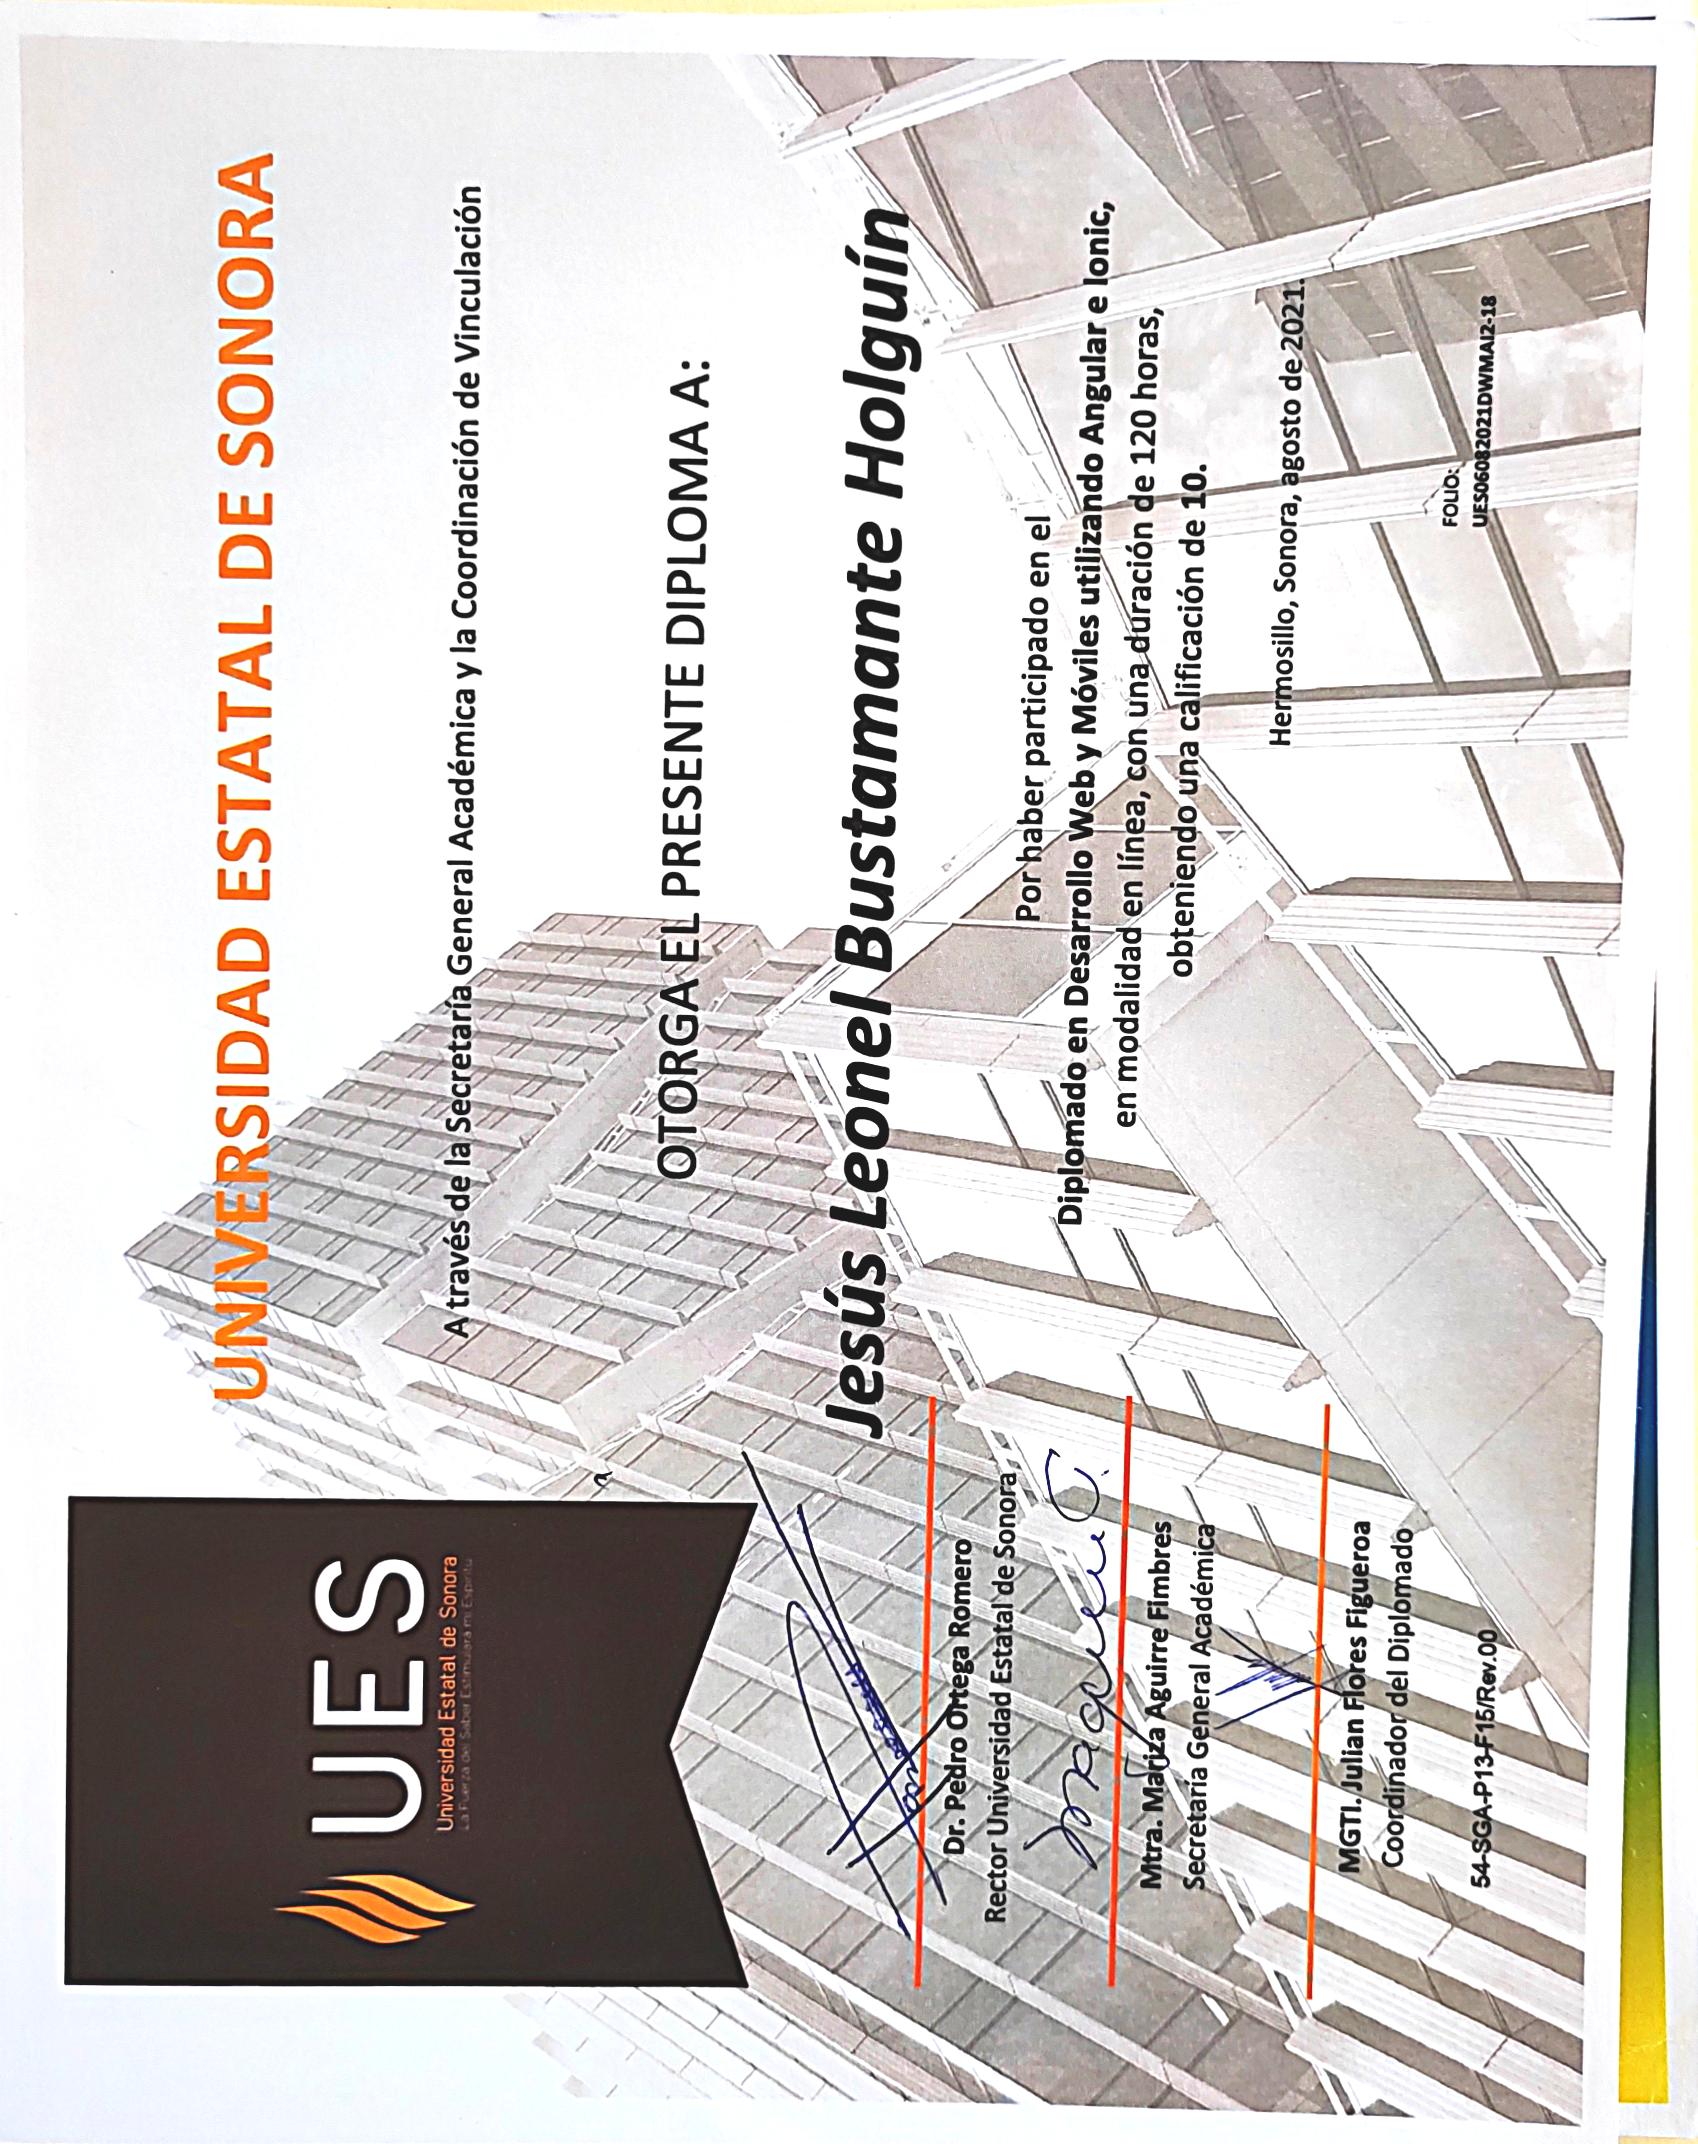 UES
Universidad Estatal de Sonora
La Fuerza del Saber Estimulará mi Espíritu
UNIVERSIDAD ESTATAL DE SONORA
A través de la Secretaría General Académica y la Coordinación de Vinculación
OTORGA EL PRESENTE DIPLOMA A:
Jesús Leonel Bustamante Holguín
Por haber participado en el
Diplomado en Desarrollo Web y Móviles utilizando Angular e Ionic,
en modalidad en línea, con una duración de 120 horas,
obteniendo una calificación de 10.
Hermosillo, Sonora, agosto de 2021.
Dr. Pedro Ortega Romero
Rector Universidad Estatal de Sonora
Mtra. Mariza Aguirre Fimbres
Secretaría General Académica
MGTI. Julian Flores Figueroa
Coordinador del Diplomado
54-SGA-P13-F15/Rev.00
FOLIO:
UES06082021DWMAI2-18